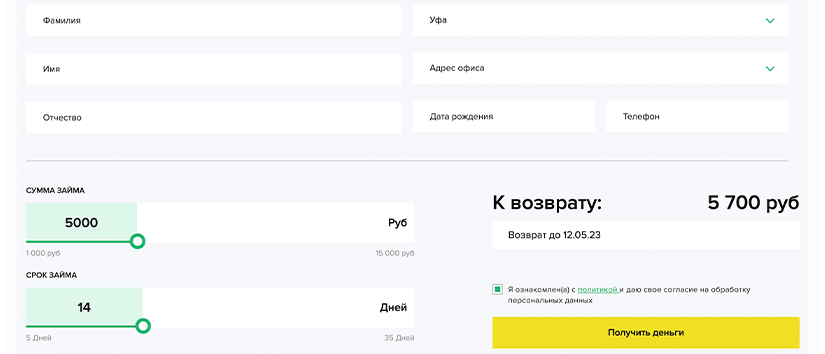 Фамилия
Уфа
Имя
Адрес офиса
Отчество
Дата рождения
Телефон
СУММА ЗАЙМА
5000
Руб
1 000 руб
15 000 руб
СРОК ЗАЙМА
14
Дней
5 Дней
35 Дней
К возврату:
5 700 руб
Возврат до 12.05.23
Я ознакомлен(а) с политикой и даю свое согласие на обработку
персональных данных
Получить деньги